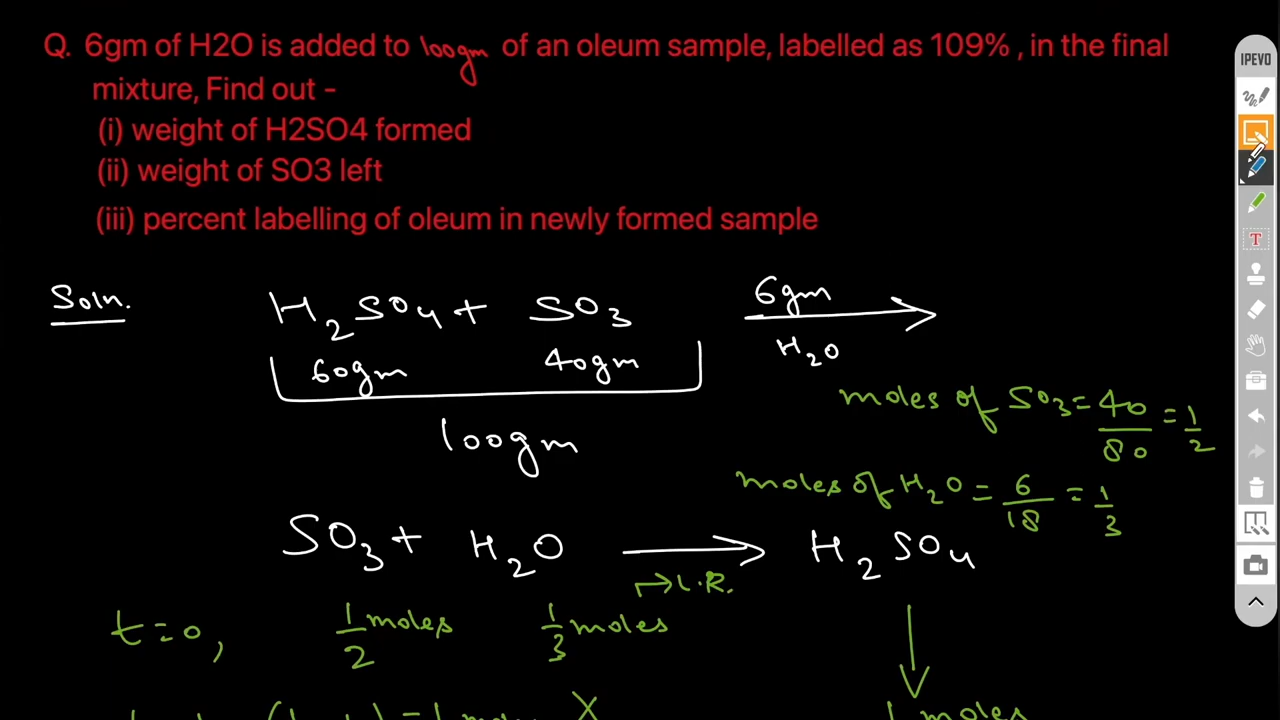 Q. 6gm of H2O is added to 100gm of an oleum sample, labelled as 109% , in the final
mixture, Find out -
(i) weight of H2SO4 formed
(ii) weight of SO3 left
(iii) percent labelling of oleum in newly formed sample
IPEVO
T
Soln. H2SO4 + SO3 6gm
H2O
60gm 40gm
100gm
moles of SO3 = 40/80 = 1/2
moles of H2O = 6/18 = 1/3
SO3 + H2O → H2SO4
↦ L.R.
t=0, 1/2 moles 1/3 moles
moles